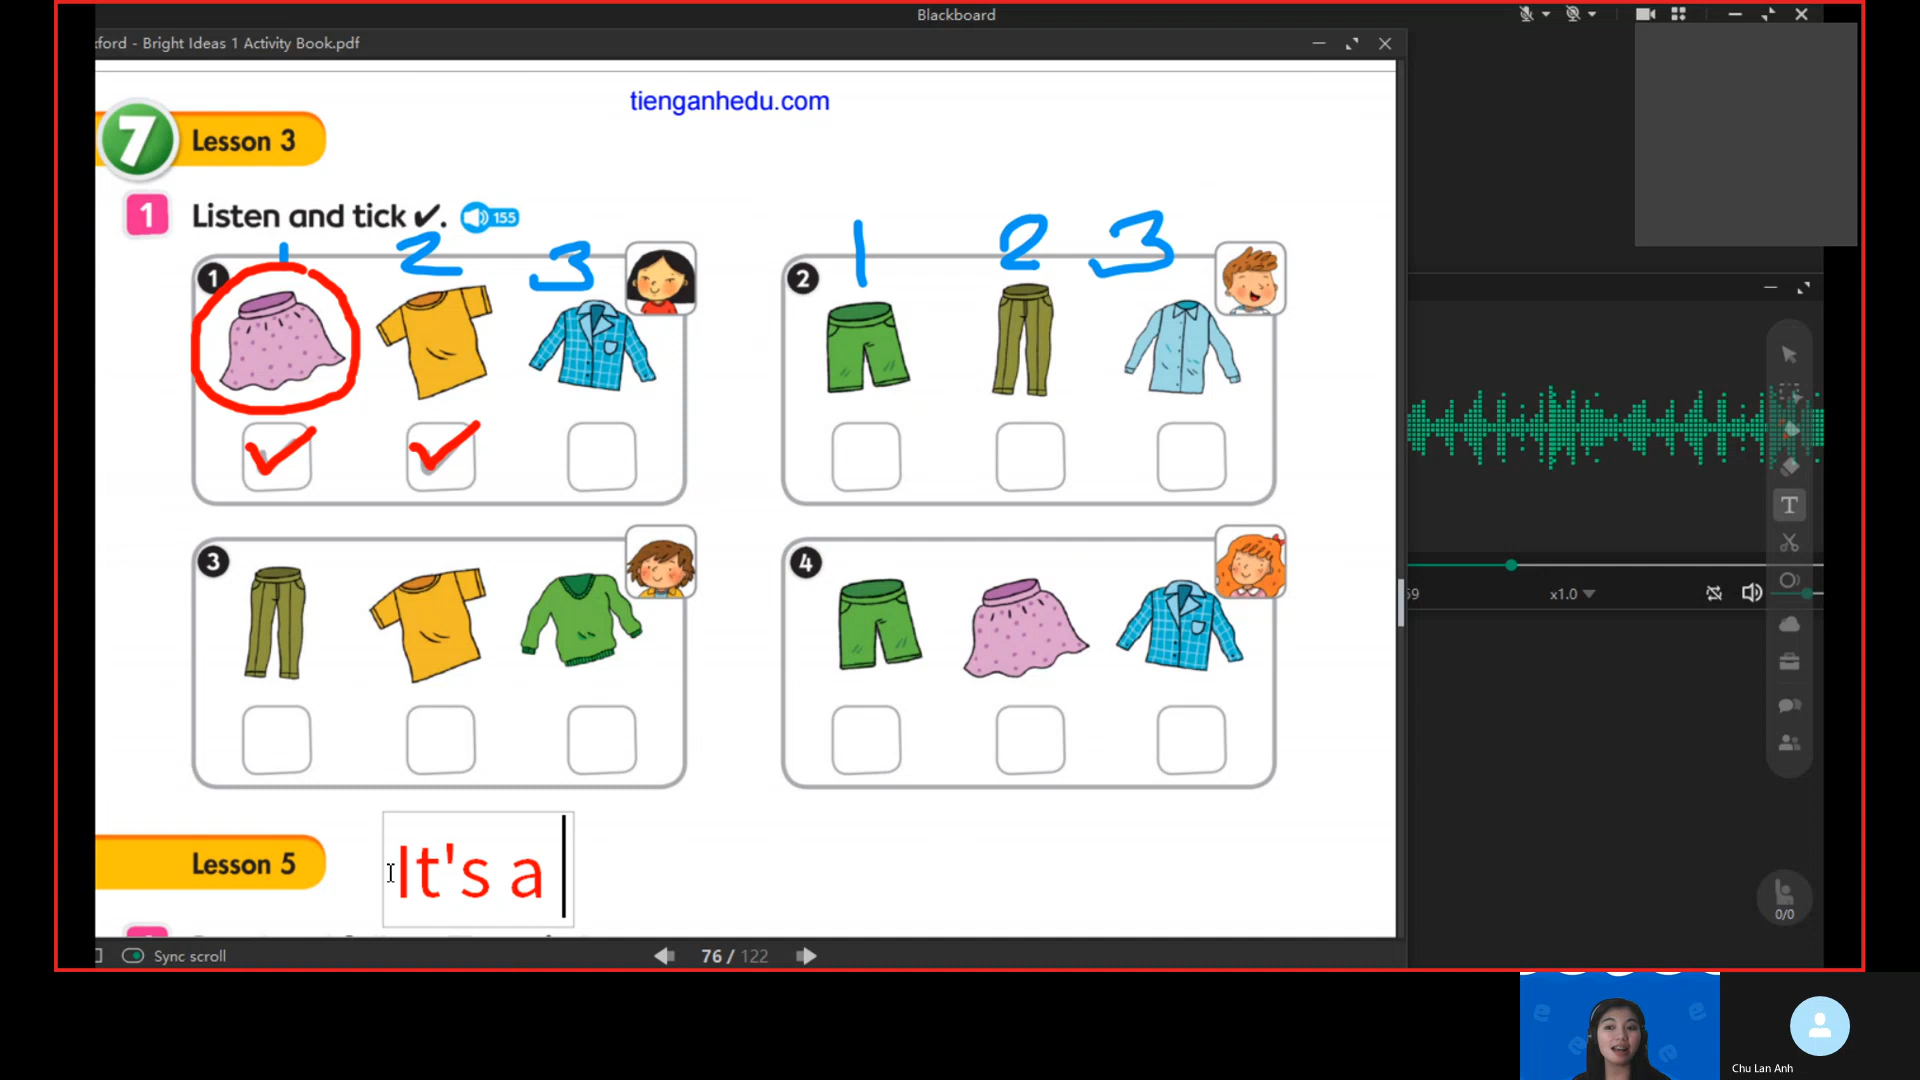 Blackboard
xford - Bright Ideas 1 Activity Book.pdf
tienganhedu.com
7 Lesson 3
1 Listen and tick ✔. 155
1 2 3
1 2 3
1
2
3
4
x1.0
59
T
Lesson 5
It's a
0/0
Sync scroll
76 / 122
Chu Lan Anh